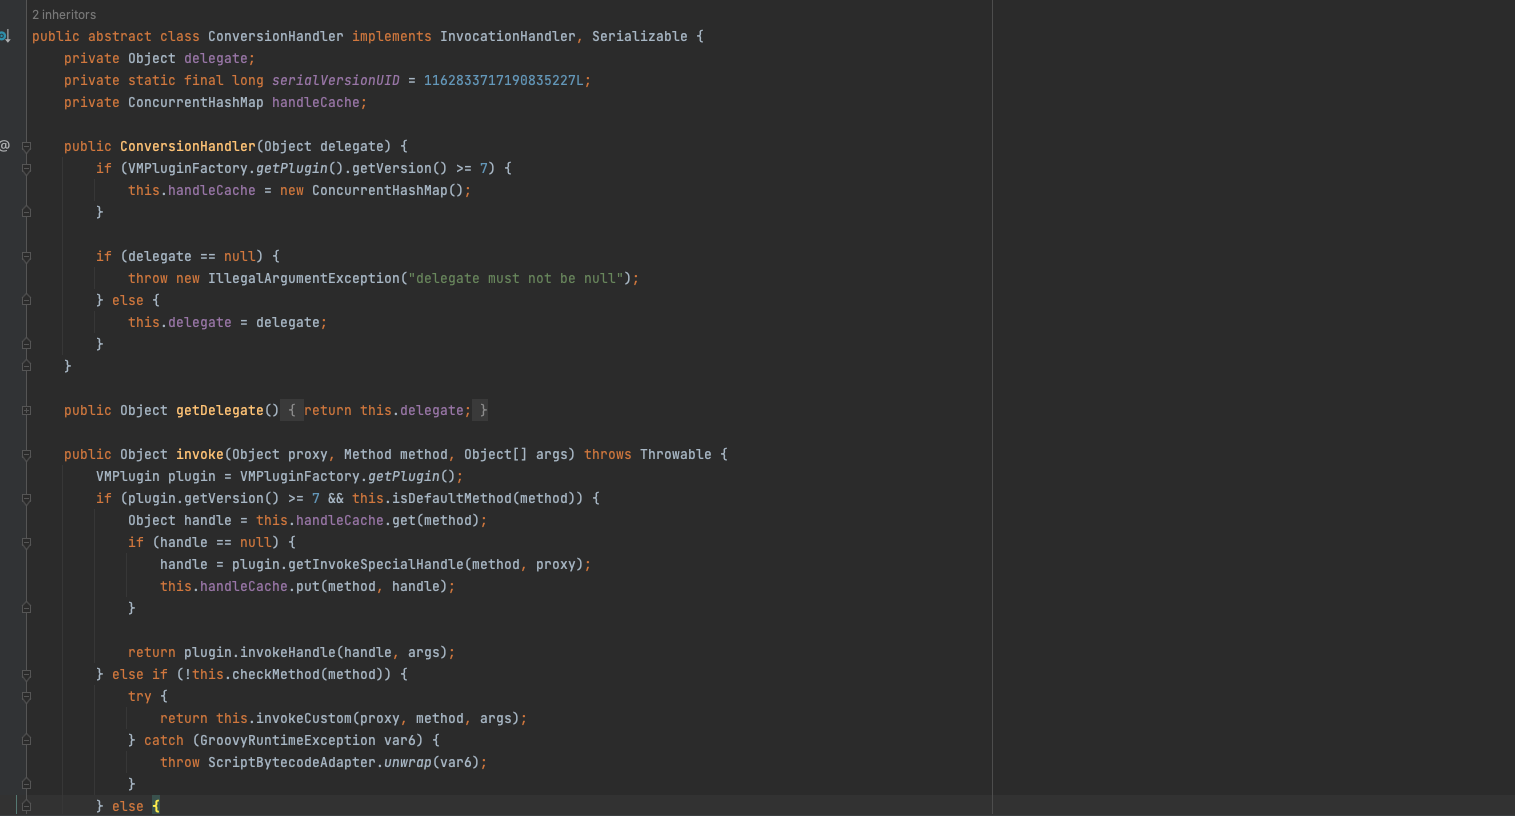 2 inheritors
public abstract class ConversionHandler implements InvocationHandler, Serializable {
    private Object delegate;
    private static final long serialVersionUID = 1162833717190835227L;
    private ConcurrentHashMap handleCache;
@   public ConversionHandler(Object delegate) {
        if (VMPluginFactory.getPlugin().getVersion() >= 7) {
            this.handleCache = new ConcurrentHashMap();
        }
        if (delegate == null) {
            throw new IllegalArgumentException("delegate must not be null");
        } else {
            this.delegate = delegate;
        }
    }
    public Object getDelegate() { return this.delegate; }
    public Object invoke(Object proxy, Method method, Object[] args) throws Throwable {
        VMPlugin plugin = VMPluginFactory.getPlugin();
        if (plugin.getVersion() >= 7 && this.isDefaultMethod(method)) {
            Object handle = this.handleCache.get(method);
            if (handle == null) {
                handle = plugin.getInvokeSpecialHandle(method, proxy);
                this.handleCache.put(method, handle);
            }
            return plugin.invokeHandle(handle, args);
        } else if (!this.checkMethod(method)) {
            try {
                return this.invokeCustom(proxy, method, args);
            } catch (GroovyRuntimeException var6) {
                throw ScriptBytecodeAdapter.unwrap(var6);
            }
        } else {